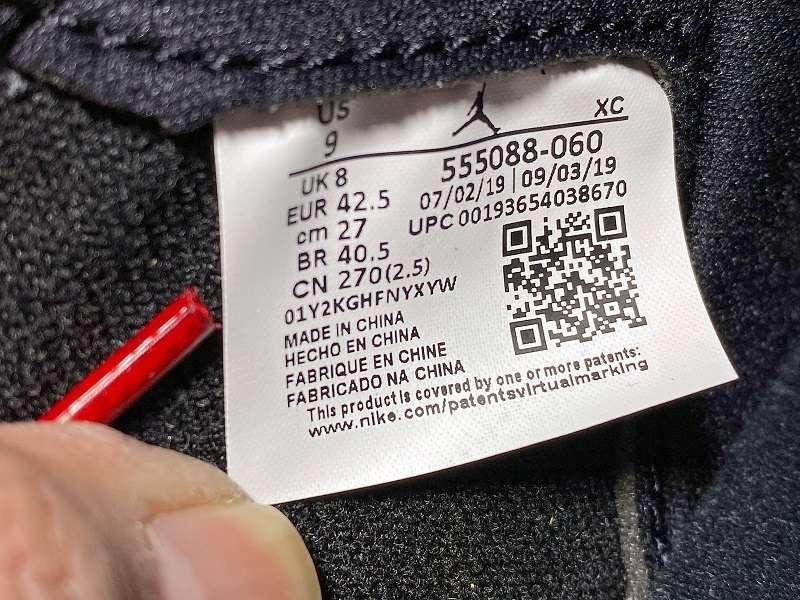 US XC
9 555088-060
UK 8 07/02/19 | 09/03/19
EUR 42.5 UPC 00193654038670
cm 27
BR 40.5
CN 270(2.5)
01Y2KGHFNYXYW
MADE IN CHINA
HECHO EN CHINA
FABRIQUE EN CHINE
FABRICADO NA CHINA
This product is covered by one or more patents:
www.nike.com/patentsvirtualmarking